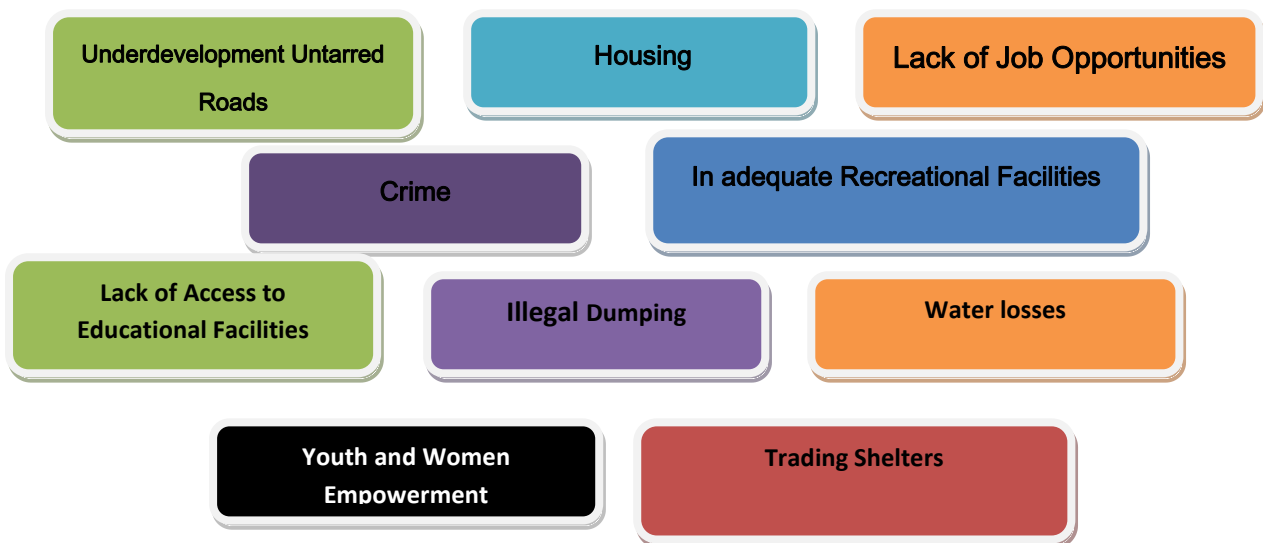 Underdevelopment Untarred
Roads
Housing
Lack of Job Opportunities
Crime
In adequate Recreational Facilities
Lack of Access to
Educational Facilities
Illegal Dumping
Water losses
Youth and Women
Empowerment
Trading Shelters